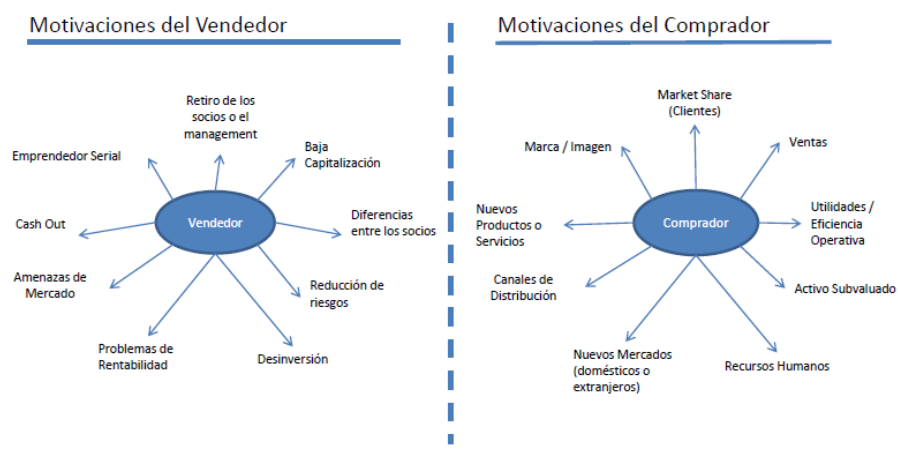 Motivaciones del Vendedor
Retiro de los
socios o el
management
Emprendedor Serial
Baja
Capitalización
Cash Out
Vendedor
Diferencias
entre los socios
Amenazas de
Mercado
Reducción de
riesgos
Problemas de
Rentabilidad
Desinversión
Motivaciones del Comprador
Market Share
(Clientes)
Marca / Imagen
Ventas
Nuevos
Productos o
Servicios
Comprador
Utilidades /
Eficiencia
Operativa
Canales de
Distribución
Activo Subvaluado
Nuevos Mercados
(domésticos o
extranjeros)
Recursos Humanos